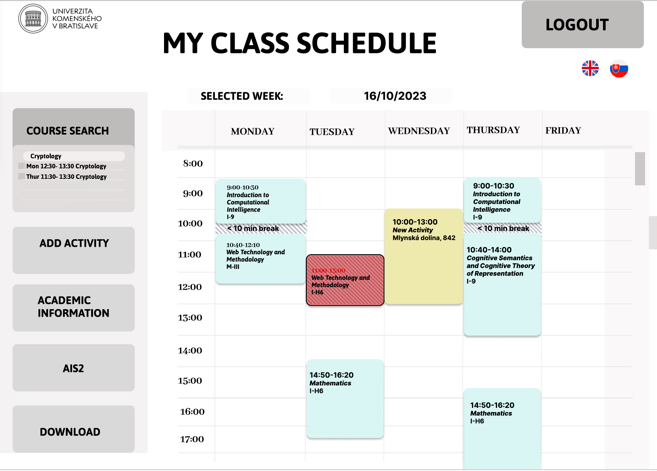 UNIVERZITA
KOMENSKÉHO
V BRATISLAVE
MY CLASS SCHEDULE
LOGOUT
SELECTED WEEK:
16/10/2023
COURSE SEARCH
Cryptology
Mon 12:30- 13:30 Cryptology
Thur 11:30- 13:30 Cryptology
ADD ACTIVITY
ACADEMIC
INFORMATION
AIS2
DOWNLOAD
MONDAY
TUESDAY
WEDNESDAY
THURSDAY
FRIDAY
8:00
9:00
10:00
11:00
12:00
13:00
14:00
15:00
16:00
17:00
9:00-10:30
Introduction to
Computational
Intelligence
I-9
< 10 min break
10:40-12:10
Web Technology and
Methodology
M-III
11:00-13:00
Web Technology and
Methodology
I-H6
14:50-16:20
Mathematics
I-H6
10:00-13:00
New Activity
Mlynská dolina, 842
9:00-10:30
Introduction to
Computational
Intelligence
I-9
< 10 min break
10:40-14:00
Cognitive Semantics
and Cognitive Theory
of Representation
I-9
14:50-16:20
Mathematics
I-H6